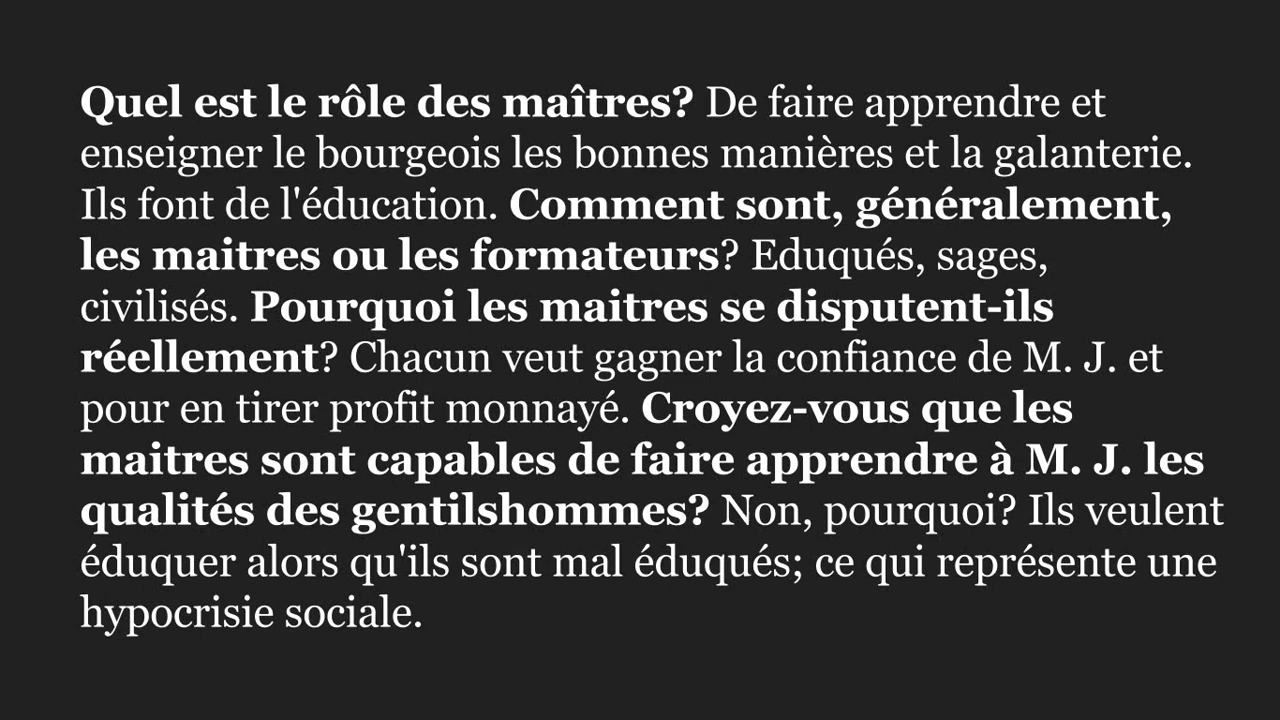 Quel est le rôle des maîtres? De faire apprendre et
enseigner le bourgeois les bonnes manières et la galanterie.
Ils font de l'éducation. Comment sont, généralement,
les maitres ou les formateurs? Eduqués, sages,
civilisés. Pourquoi les maitres se disputent-ils
réellement? Chacun veut gagner la confiance de M. J. et
pour en tirer profit monnayé. Croyez-vous que les
maitres sont capables de faire apprendre à M. J. les
qualités des gentilshommes? Non, pourquoi? Ils veulent
éduquer alors qu'ils sont mal éduqués; ce qui représente une
hypocrisie sociale.